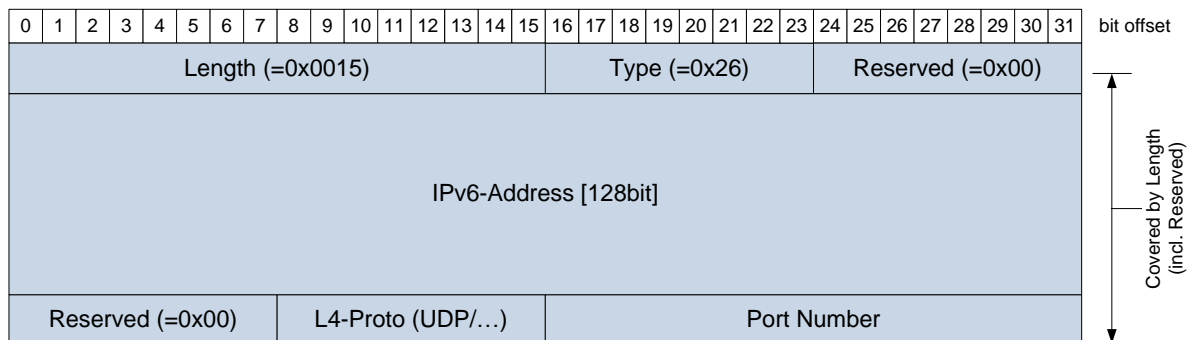 0 1 2 3 4 5 6 7 8 9 10 11 12 13 14 15 16 17 18 19 20 21 22 23 24 25 26 27 28 29 30 31 bit offset
Length (=0x0015) Type (=0x26) Reserved (=0x00)
IPv6-Address [128bit]
Covered by Length
(incl. Reserved)
Reserved (=0x00) L4-Proto (UDP/…) Port Number